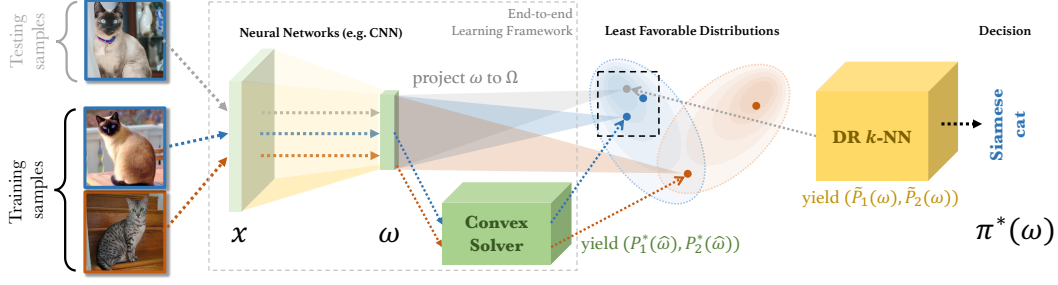 Testing
samples
Training
samples
Neural Networks (e.g. CNN)
End-to-end
Learning Framework
project ω to Ω
x
ω
Convex
Solver
yield (P₁*(ω̂), P₂*(ω̂))
Least Favorable Distributions
DR k-NN
yield (P̃₁(ω), P̃₂(ω))
Decision
Siamese
cat
π*(ω)